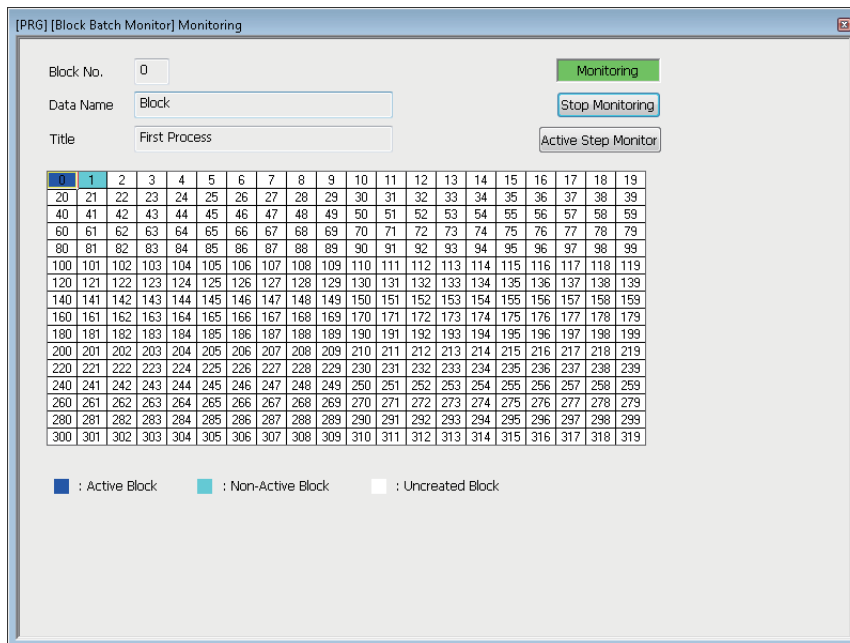 [PRG] [Block Batch Monitor] Monitoring
Block No. 0 Monitoring
Data Name Block Stop Monitoring
Title First Process Active Step Monitor
0 1 2 3 4 5 6 7 8 9 10 11 12 13 14 15 16 17 18 19
20 21 22 23 24 25 26 27 28 29 30 31 32 33 34 35 36 37 38 39
40 41 42 43 44 45 46 47 48 49 50 51 52 53 54 55 56 57 58 59
60 61 62 63 64 65 66 67 68 69 70 71 72 73 74 75 76 77 78 79
80 81 82 83 84 85 86 87 88 89 90 91 92 93 94 95 96 97 98 99
100 101 102 103 104 105 106 107 108 109 110 111 112 113 114 115 116 117 118 119
120 121 122 123 124 125 126 127 128 129 130 131 132 133 134 135 136 137 138 139
140 141 142 143 144 145 146 147 148 149 150 151 152 153 154 155 156 157 158 159
160 161 162 163 164 165 166 167 168 169 170 171 172 173 174 175 176 177 178 179
180 181 182 183 184 185 186 187 188 189 190 191 192 193 194 195 196 197 198 199
200 201 202 203 204 205 206 207 208 209 210 211 212 213 214 215 216 217 218 219
220 221 222 223 224 225 226 227 228 229 230 231 232 233 234 235 236 237 238 239
240 241 242 243 244 245 246 247 248 249 250 251 252 253 254 255 256 257 258 259
260 261 262 263 264 265 266 267 268 269 270 271 272 273 274 275 276 277 278 279
280 281 282 283 284 285 286 287 288 289 290 291 292 293 294 295 296 297 298 299
300 301 302 303 304 305 306 307 308 309 310 311 312 313 314 315 316 317 318 319
: Active Block : Non-Active Block : Uncreated Block